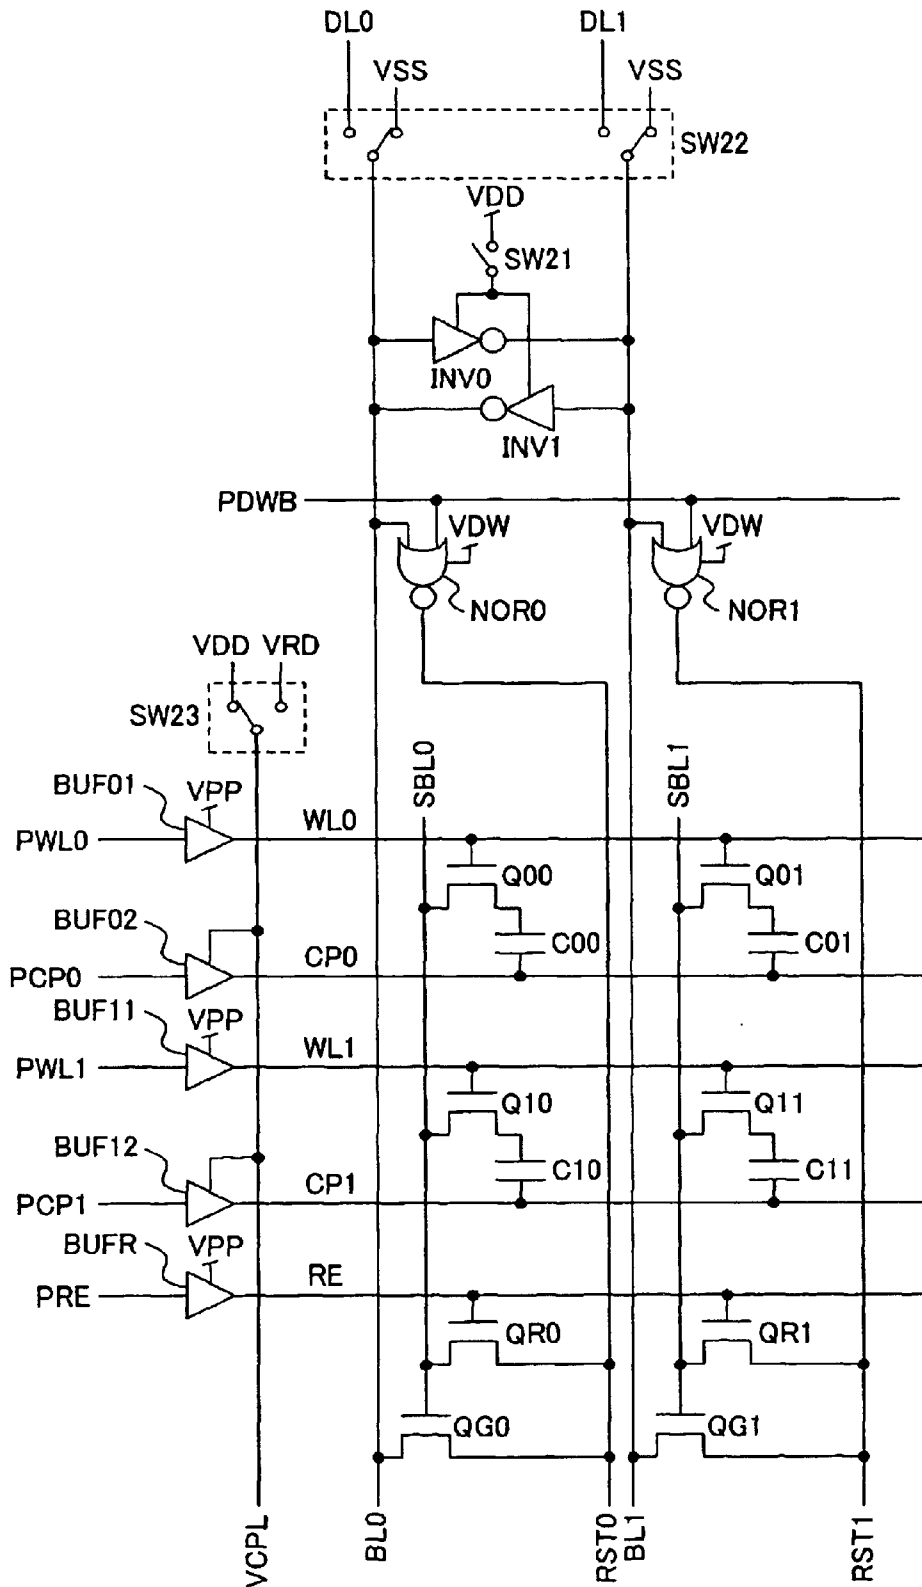 DL0 DL1
VSS VSS
SW22
VDD
SW21
INV0
INV1
PDWB
VDW VDW
NOR0 NOR1
VDD VRD
SW23
SBL0 SBL1
BUF01
VPP
WL0
PWL0
Q00 Q01
BUF02
C00 C01
CP0
PCP0
BUF11
VPP
WL1
PWL1
Q10 Q11
BUF12
C10 C11
CP1
PCP1
BUFR
VPP
RE
PRE
QR0 QR1
QG0 QG1
VCPL BL0 RST0 BL1 RST1